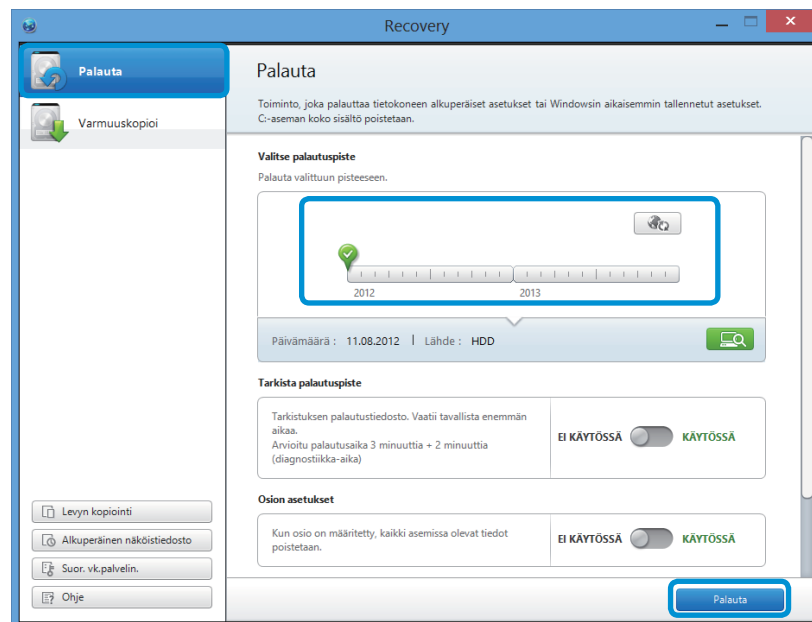 Recovery
Palauta
Varmuuskopioi
Palauta
Toiminto, joka palauttaa tietokoneen alkuperäiset asetukset tai Windowsin aikaisemmin tallennetut asetukset.
C:-aseman koko sisältö poistetaan.
Valitse palautuspiste
Palauta valittuun pisteeseen.
2012 2013
Päivämäärä : 11.08.2012 | Lähde : HDD
Tarkista palautuspiste
Tarkistuksen palautustiedosto. Vaatii tavallista enemmän
aikaa.
Arvioitu palautusaika 3 minuuttia + 2 minuuttia
(diagnostiikka-aika)
EI KÄYTÖSSÄ KÄYTÖSSÄ
Osion asetukset
Kun osio on määritetty, kaikki asemissa olevat tiedot
poistetaan.
EI KÄYTÖSSÄ KÄYTÖSSÄ
Levyn kopiointi
Alkuperäinen näköistiedosto
Suor. vk.palvelin.
Ohje
Palauta